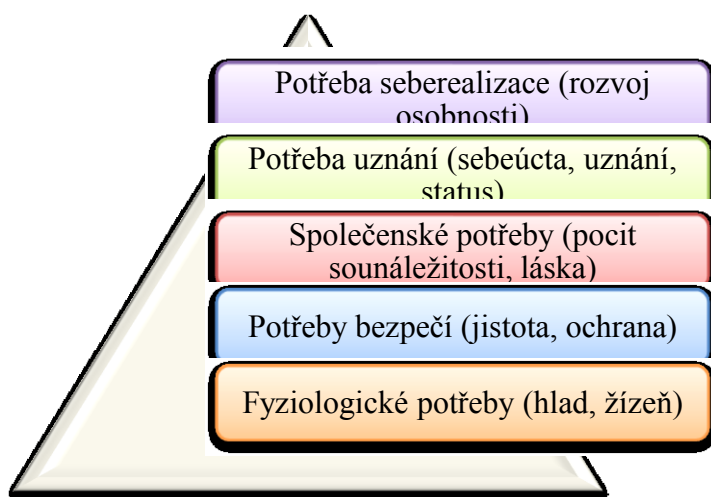 Potřeba seberealizace (rozvoj
osobnosti)
Potřeba uznání (sebeúcta, uznání,
status)
Společenské potřeby (pocit
sounáležitosti, láska)
Potřeby bezpečí (jistota, ochrana)
Fyziologické potřeby (hlad, žízeň)